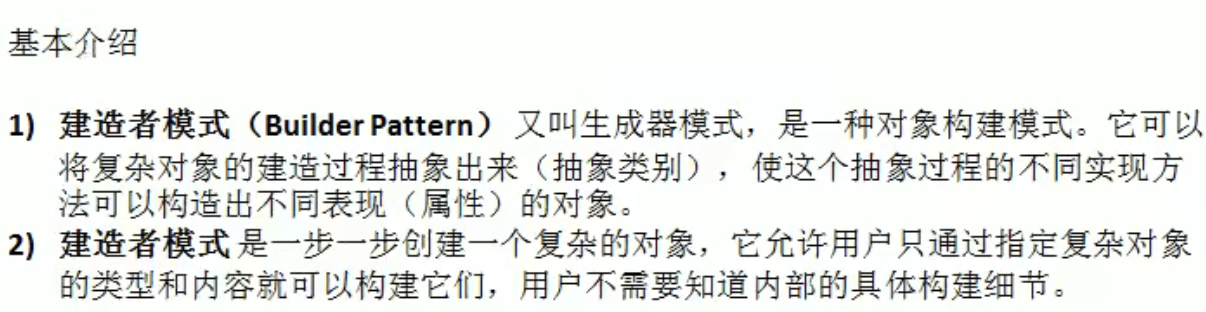 基本介绍
1) 建造者模式（Builder Pattern） 又叫生成器模式，是一种对象构建模式。它可以
将复杂对象的建造过程抽象出来（抽象类别），使这个抽象过程的不同实现方
法可以构造出不同表现（属性）的对象。
2) 建造者模式 是一步一步创建一个复杂的对象，它允许用户只通过指定复杂对象
的类型和内容就可以构建它们，用户不需要知道内部的具体构建细节。